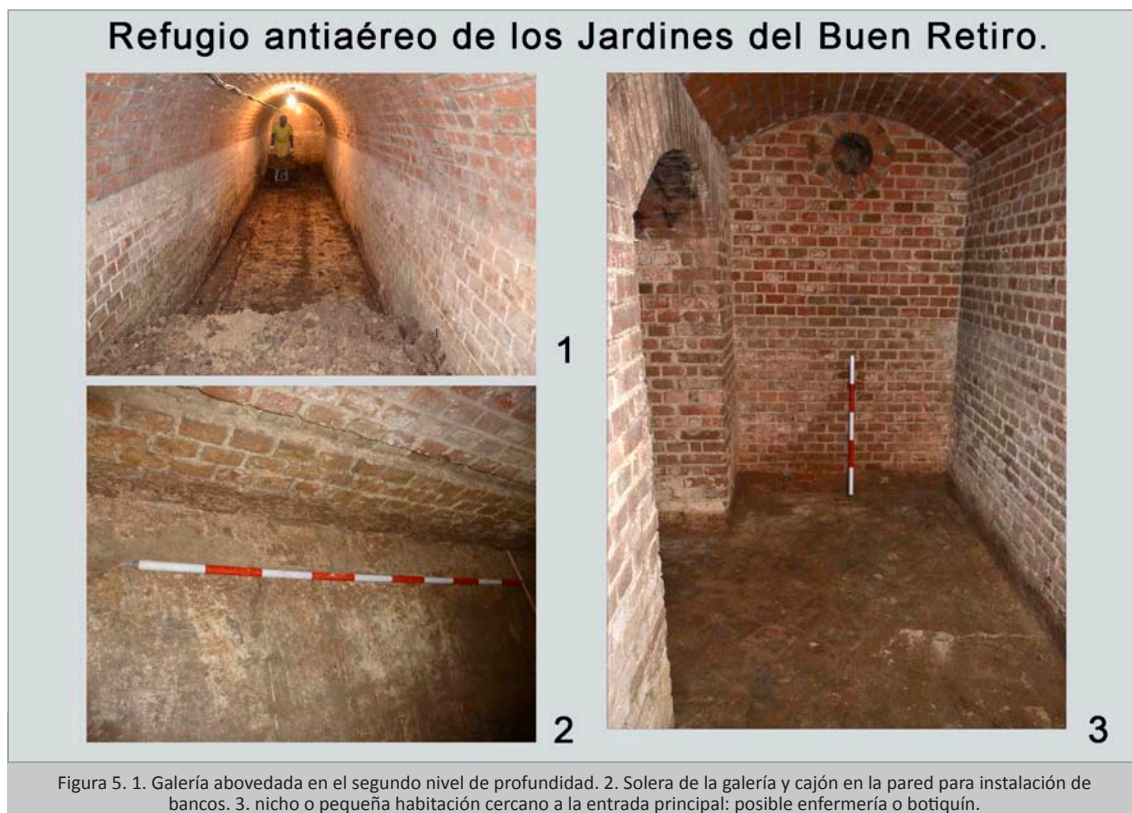 Refugio antiaéreo de los Jardines del Buen Retiro.
1
2
3
Figura 5. 1. Galería abovedada en el segundo nivel de profundidad. 2. Solera de la galería y cajón en la pared para instalación de
bancos. 3. nicho o pequeña habitación cercano a la entrada principal: posible enfermería o botiquín.